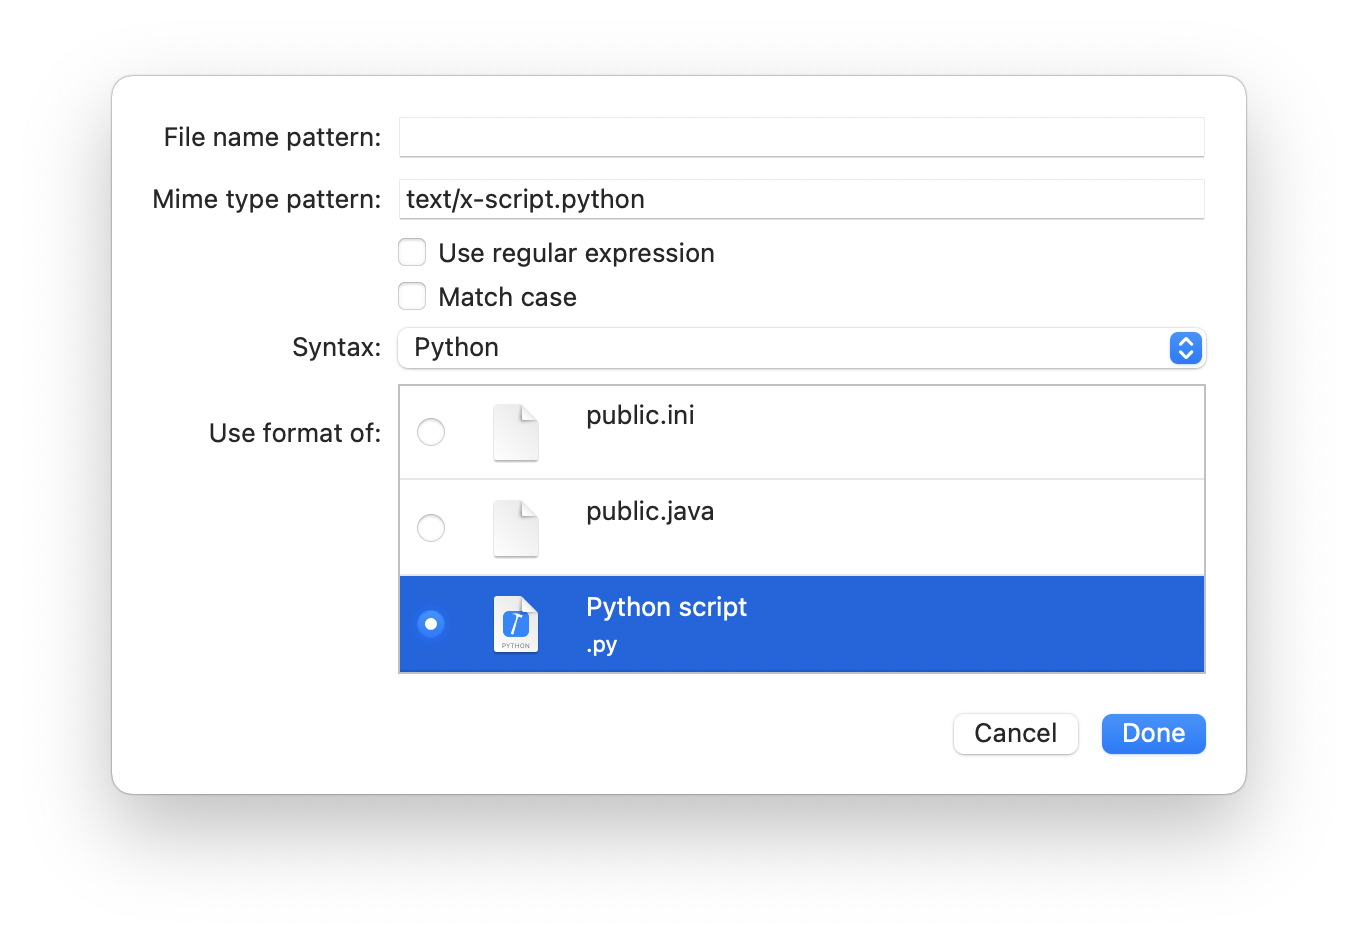 File name pattern:
Mime type pattern: text/x-script.python
Use regular expression
Match case
Syntax: Python
Use format of:
public.ini
public.java
PYTHON
Python script
.py
Cancel Done